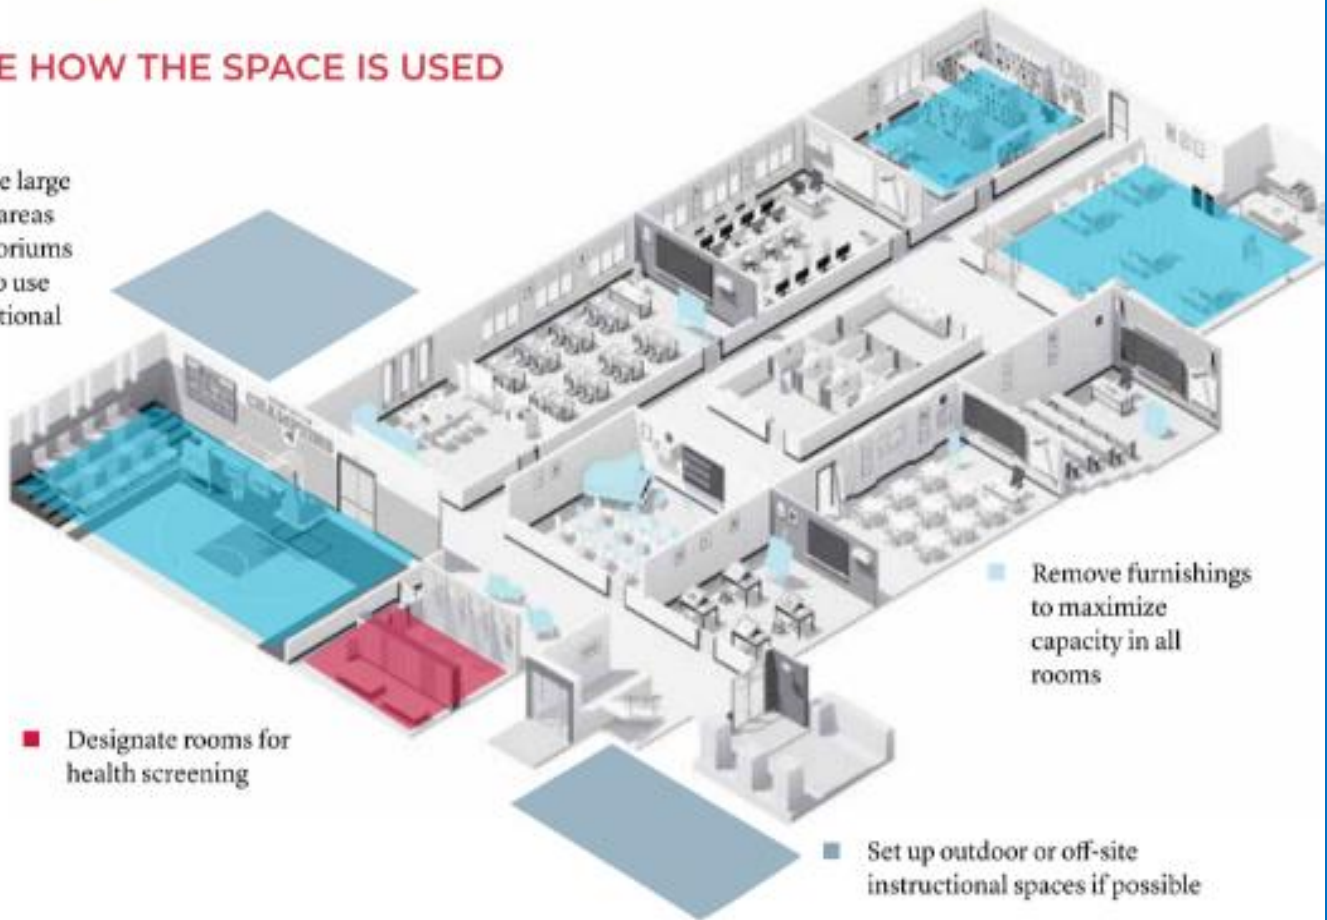 E HOW THE SPACE IS USED
e large
areas
oriums
o use
tional
Remove furnishings
to maximize
capacity in all
rooms
Designate rooms for
health screening
Set up outdoor or off-site
instructional spaces if possible